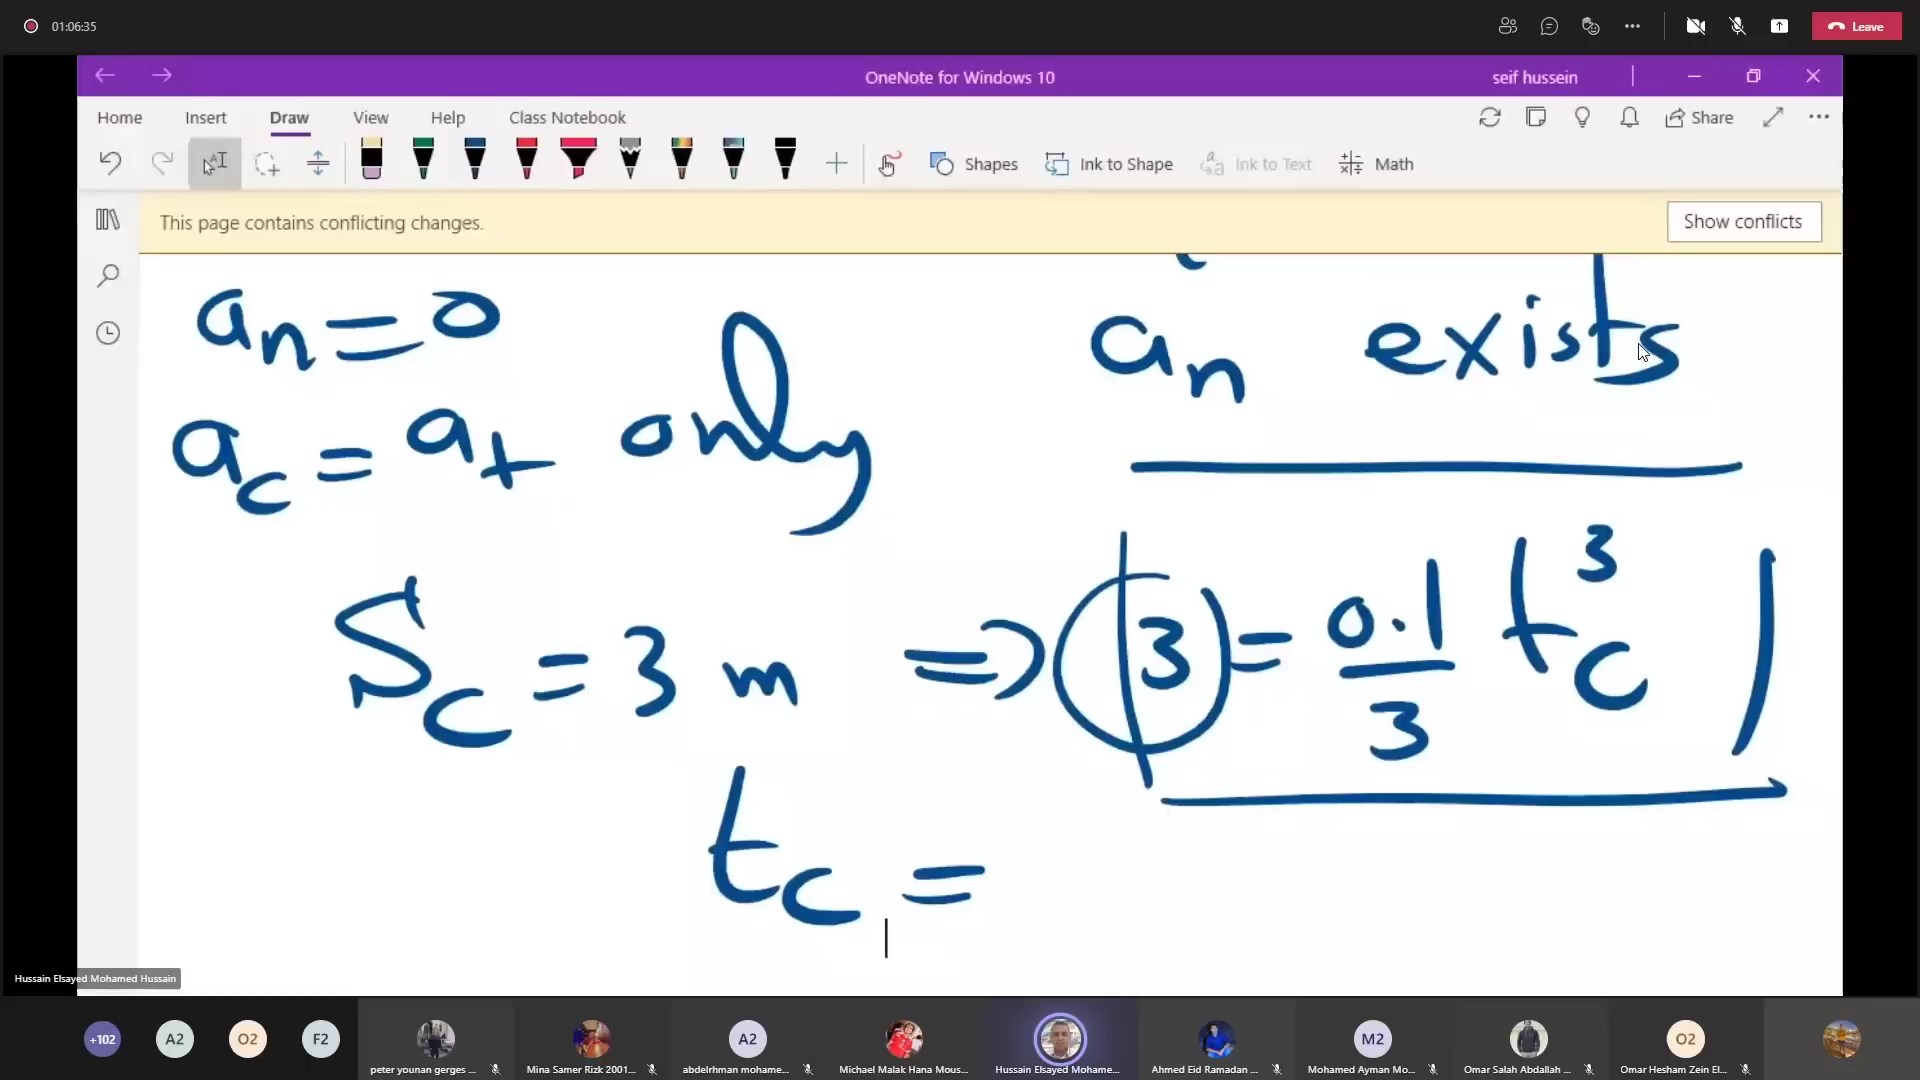 01:06:35
Leave
OneNote for Windows 10
seif hussein
Home Insert Draw View Help Class Notebook
Share
Shapes Ink to Shape Ink to Text Math
This page contains conflicting changes.
Show conflicts
an = 0
an exists
ac = at only
Sc = 3 m => 3 = 0.1/3 tc^3
tc =
Hussain Elsayed Mohamed Hussain
+102 A2 O2 F2 A2 M2 O2
peter younan gerges ... Mina Samer Rizk 2001... abdelrhman mohame... Michael Malak Hana Mous... Hussain Elsayed Mohame... Ahmed Eid Ramadan ... Mohamed Ayman Mo... Omar Salah Abdallah ... Omar Hesham Zein El...